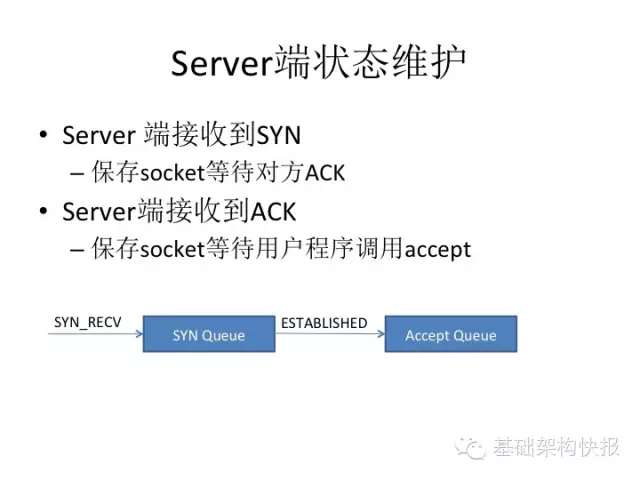 Server端状态维护
• Server 端接收到SYN
– 保存socket等待对方ACK
• Server端接收到ACK
– 保存socket等待用户程序调用accept
SYN_RECV
SYN Queue
ESTABLISHED
Accept Queue
基础架构快报